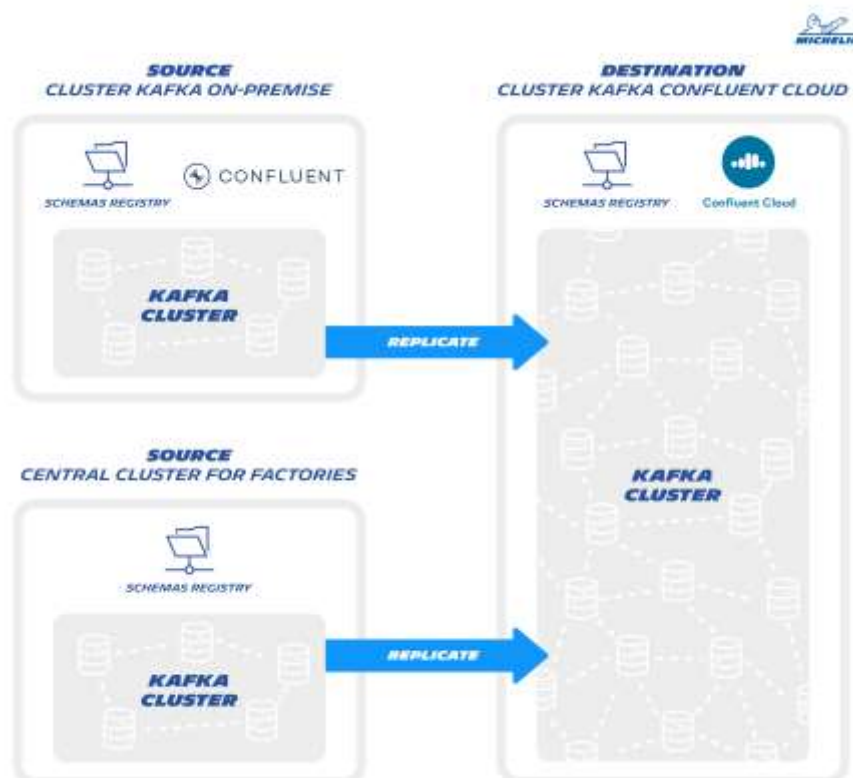 MICHELIN
SOURCE
CLUSTER KAFKA ON-PREMISE
SCHEMAS REGISTRY
CONFLUENT
KAFKA
CLUSTER
REPLICATE
SOURCE
CENTRAL CLUSTER FOR FACTORIES
SCHEMAS REGISTRY
KAFKA
CLUSTER
REPLICATE
DESTINATION
CLUSTER KAFKA CONFLUENT CLOUD
SCHEMAS REGISTRY
Confluent Cloud
KAFKA
CLUSTER